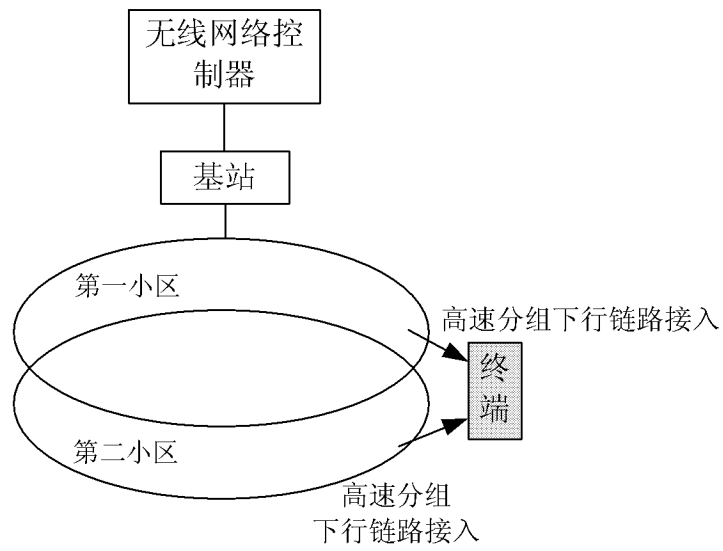 无线网络控
制器
基站
第一小区
高速分组下行链路接入
终
端
第二小区
高速分组
下行链路接入